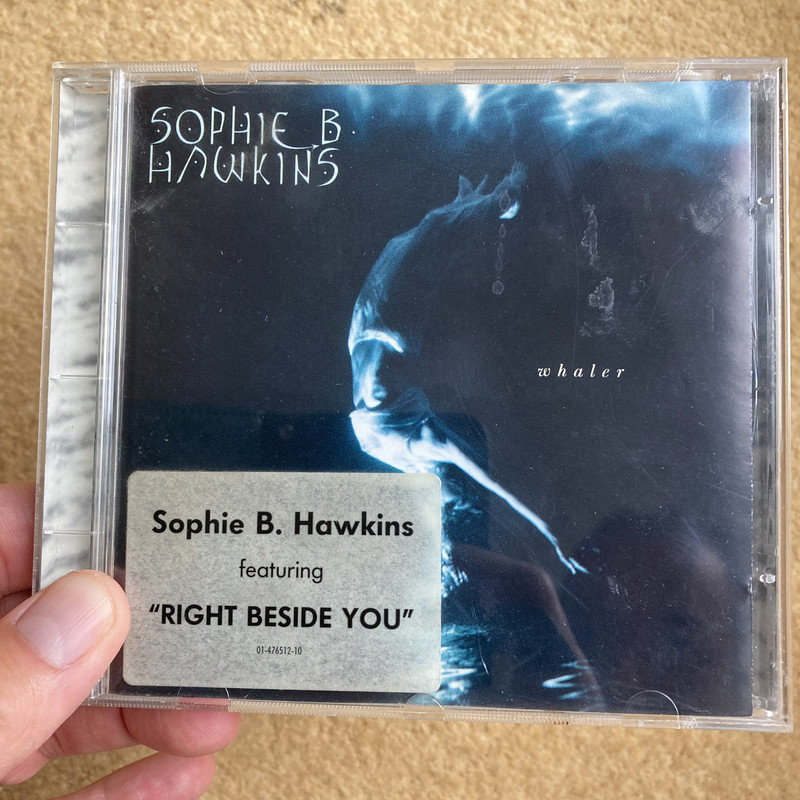 SOPHIE B
HAWKINS
whaler
Sophie B. Hawkins
featuring
“RIGHT BESIDE YOU”
01-476512-10